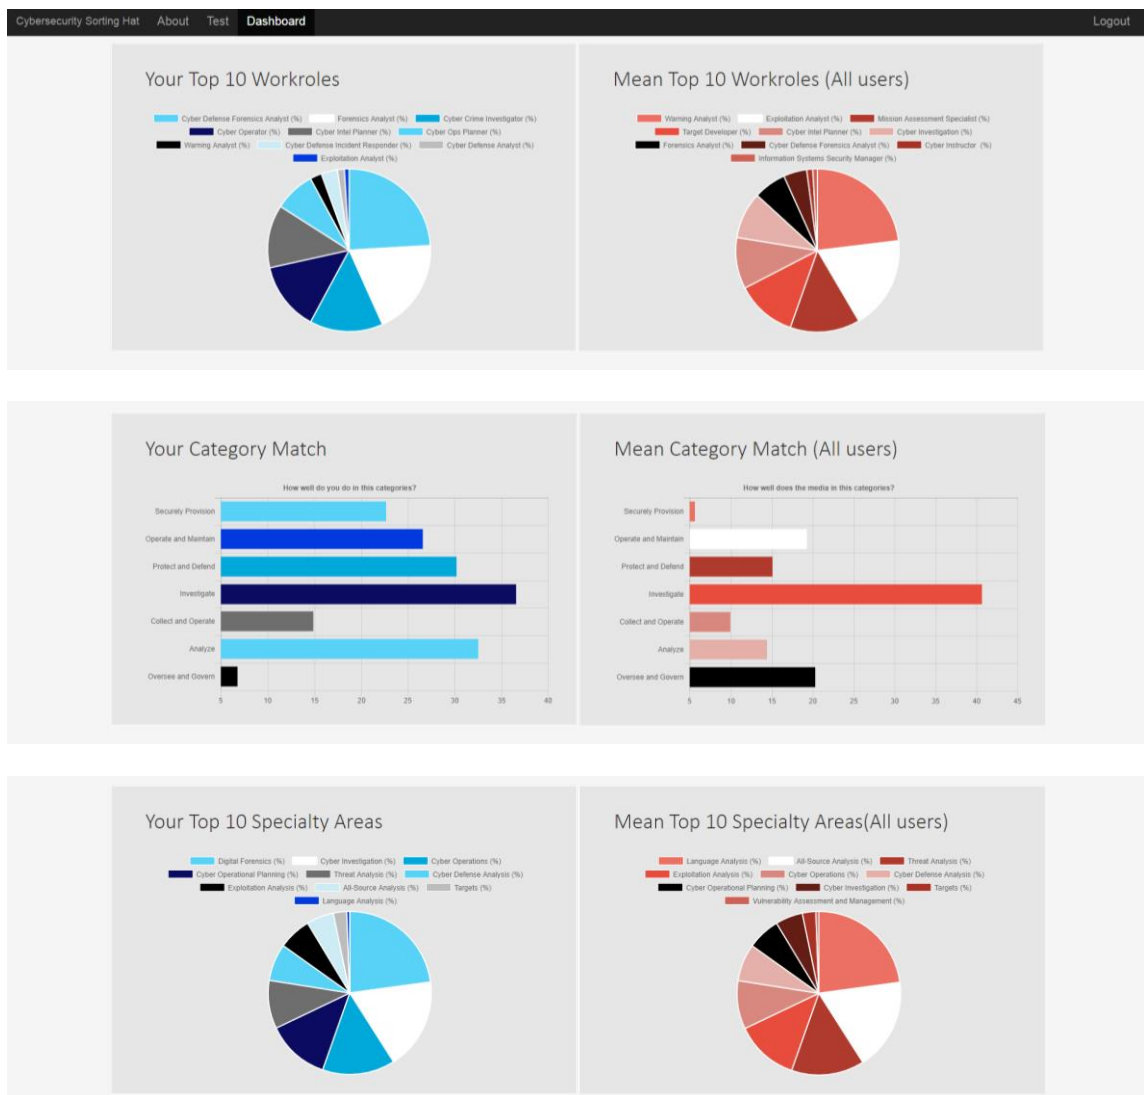 Cybersecurity Sorting Hat About Test Dashboard Logout
Your Top 10 Workroles
Cyber Defense Forensics Analyst (%) Forensics Analyst (%) Cyber Crime Investigator (%)
Cyber Operator (%) Cyber Intel Planner (%) Cyber Ops Planner (%)
Warning Analyst (%) Cyber Defense Incident Responder (%) Cyber Defense Analyst (%)
Exploitation Analyst (%)
Mean Top 10 Workroles (All users)
Warning Analyst (%) Exploitation Analyst (%) Mission Assessment Specialist (%)
Target Developer (%) Cyber Intel Planner (%) Cyber Investigation (%)
Forensics Analyst (%) Cyber Defense Forensics Analyst (%) Cyber Instructor (%)
Information Systems Security Manager (%)
Your Category Match
How well do you do in this categories?
Securely Provision
Operate and Maintain
Protect and Defend
Investigate
Collect and Operate
Analyze
Oversee and Govern
5 10 15 20 25 30 35 40
Mean Category Match (All users)
How well does the media in this categories?
Securely Provision
Operate and Maintain
Protect and Defend
Investigate
Collect and Operate
Analyze
Oversee and Govern
5 10 15 20 25 30 35 40 45
Your Top 10 Specialty Areas
Digital Forensics (%) Cyber Investigation (%) Cyber Operations (%)
Cyber Operational Planning (%) Threat Analysis (%) Cyber Defense Analysis (%)
Exploitation Analysis (%) All-Source Analysis (%) Targets (%)
Language Analysis (%)
Mean Top 10 Specialty Areas(All users)
Language Analysis (%) All-Source Analysis (%) Threat Analysis (%)
Exploitation Analysis (%) Cyber Operations (%) Cyber Defense Analysis (%)
Cyber Operational Planning (%) Cyber Investigation (%) Targets (%)
Vulnerability Assessment and Management (%)